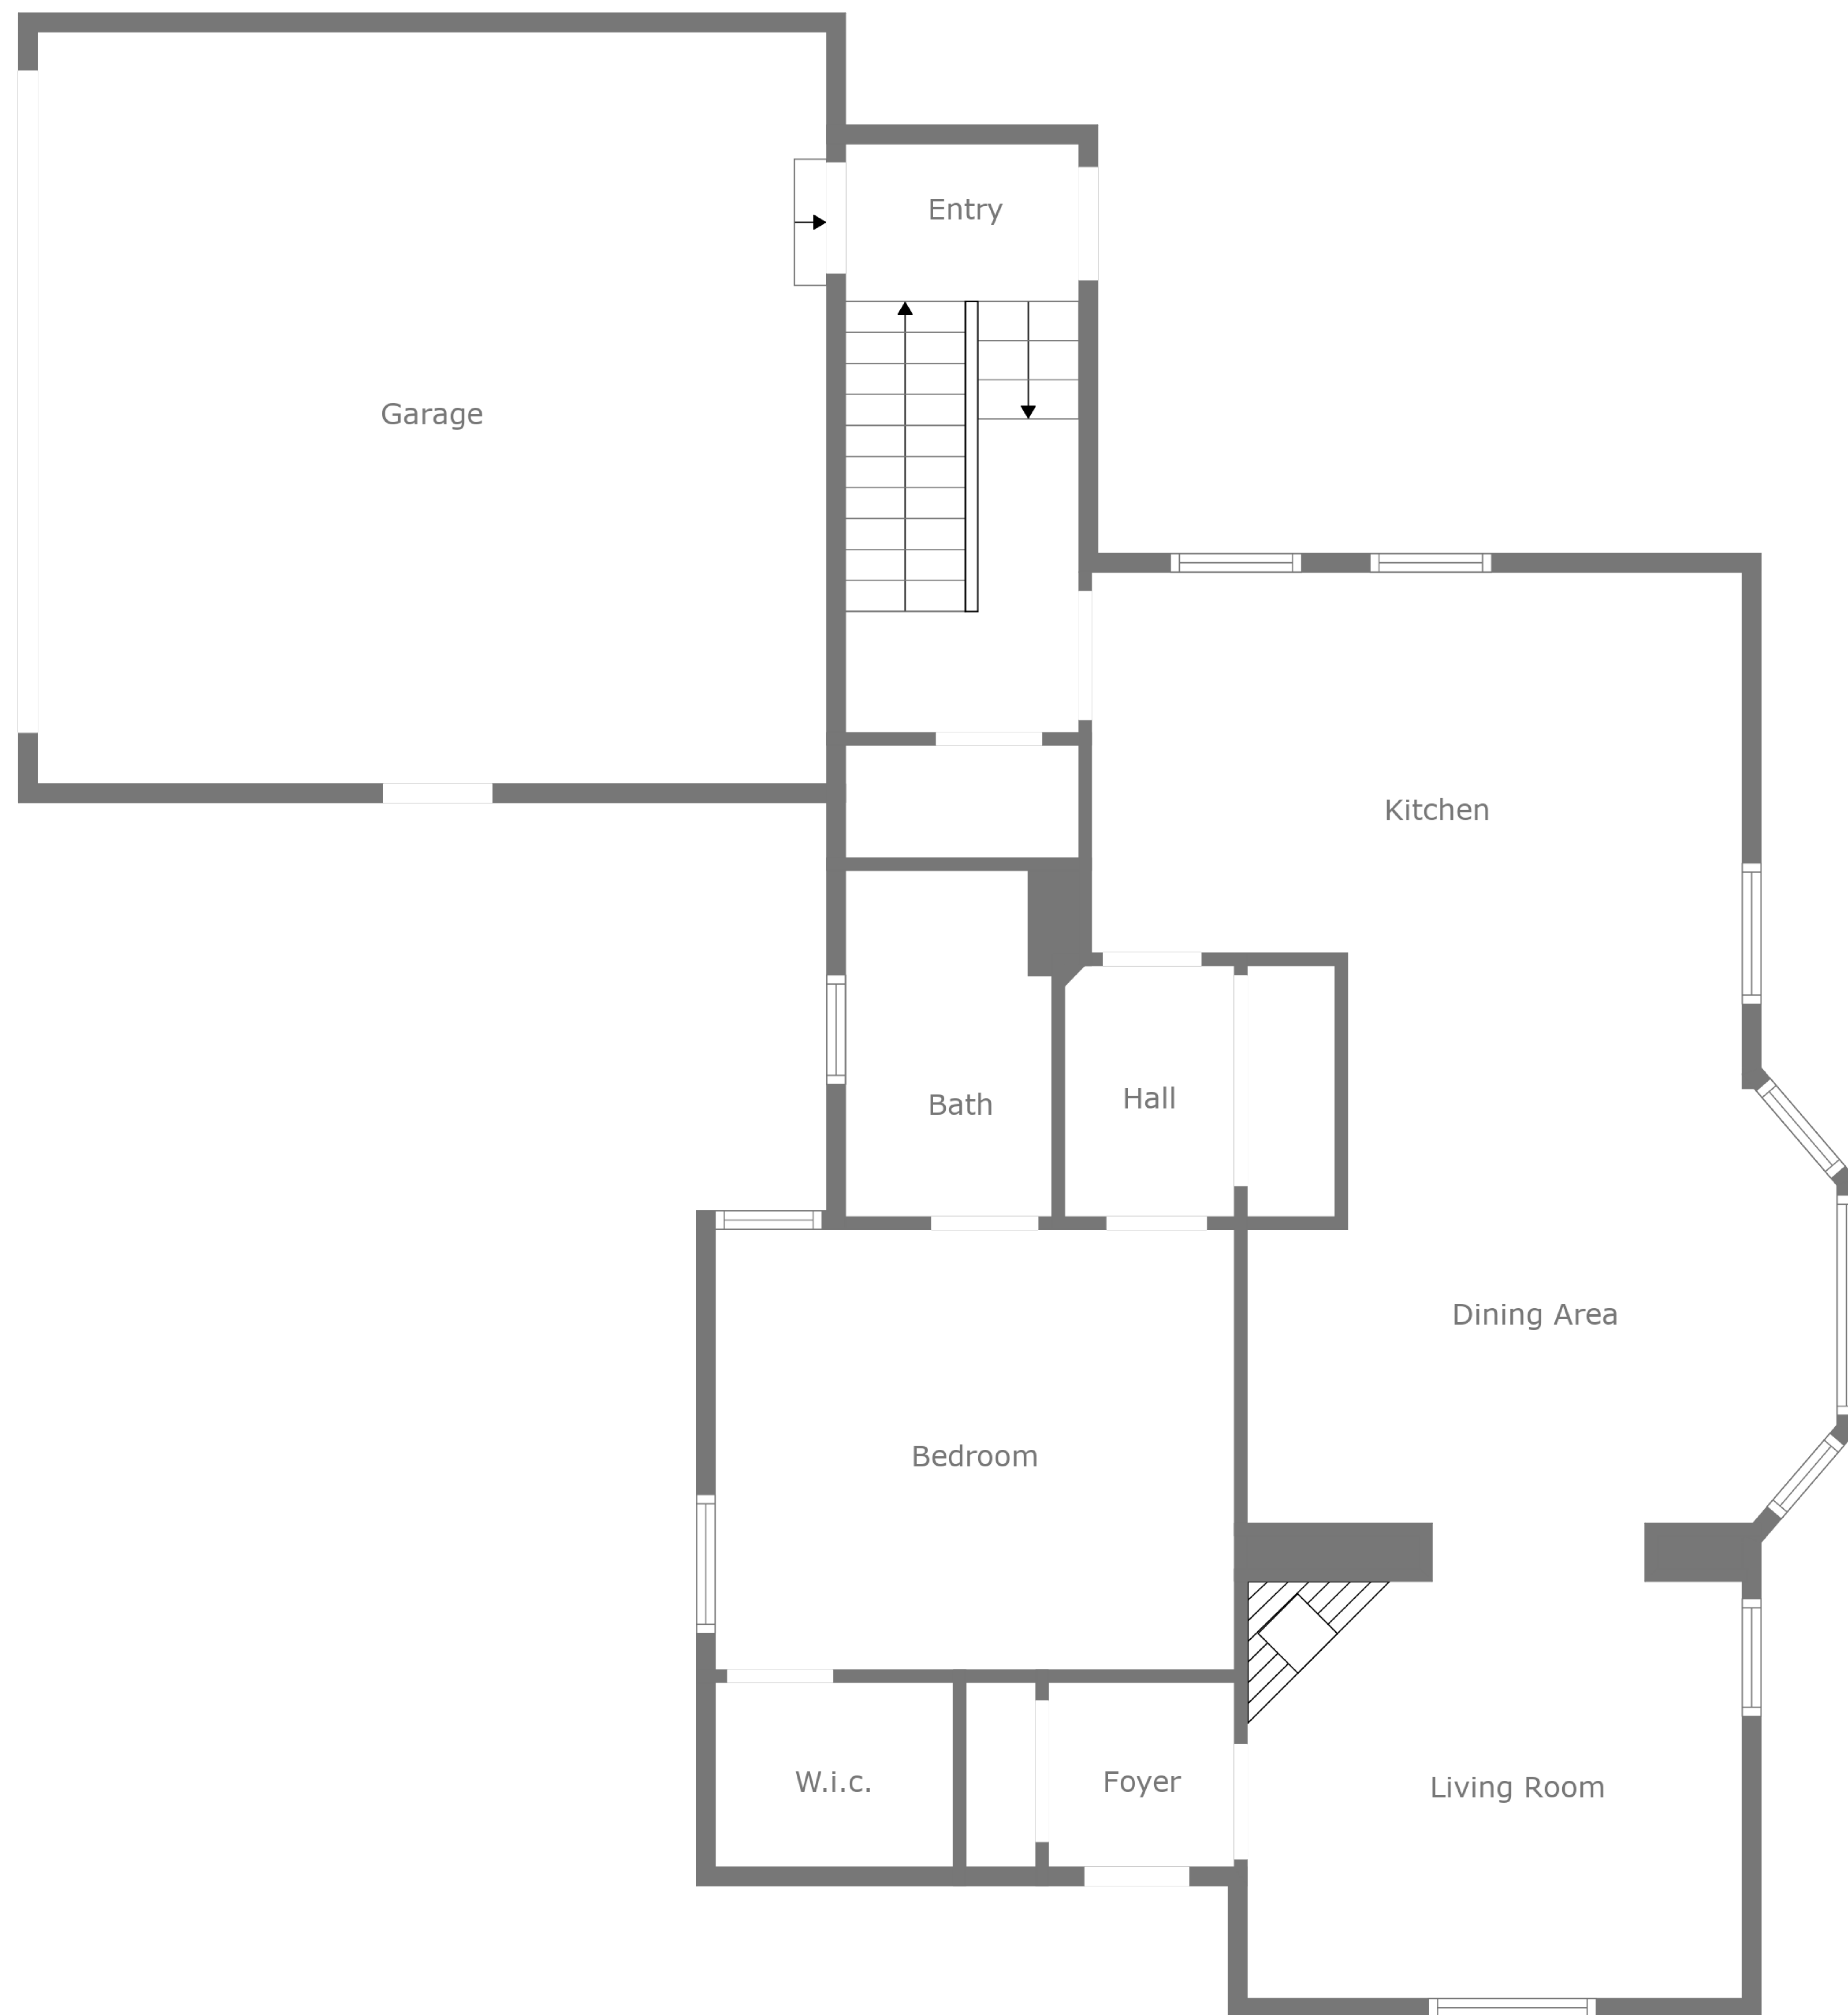 Entry
Garage
Kitchen
Bath
Hall
Dining Area
Bedroom
W.i.c.
Foyer
Living Room